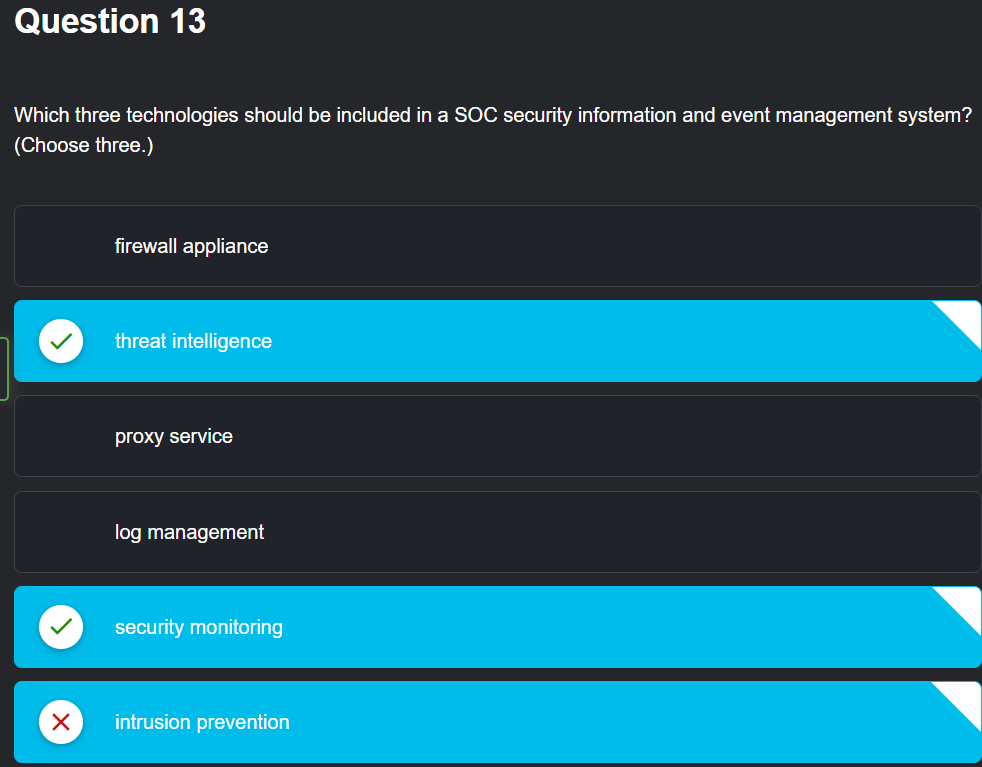 Question 13
Which three technologies should be included in a SOC security information and event management system?
(Choose three.)
firewall appliance
threat intelligence
proxy service
log management
security monitoring
intrusion prevention